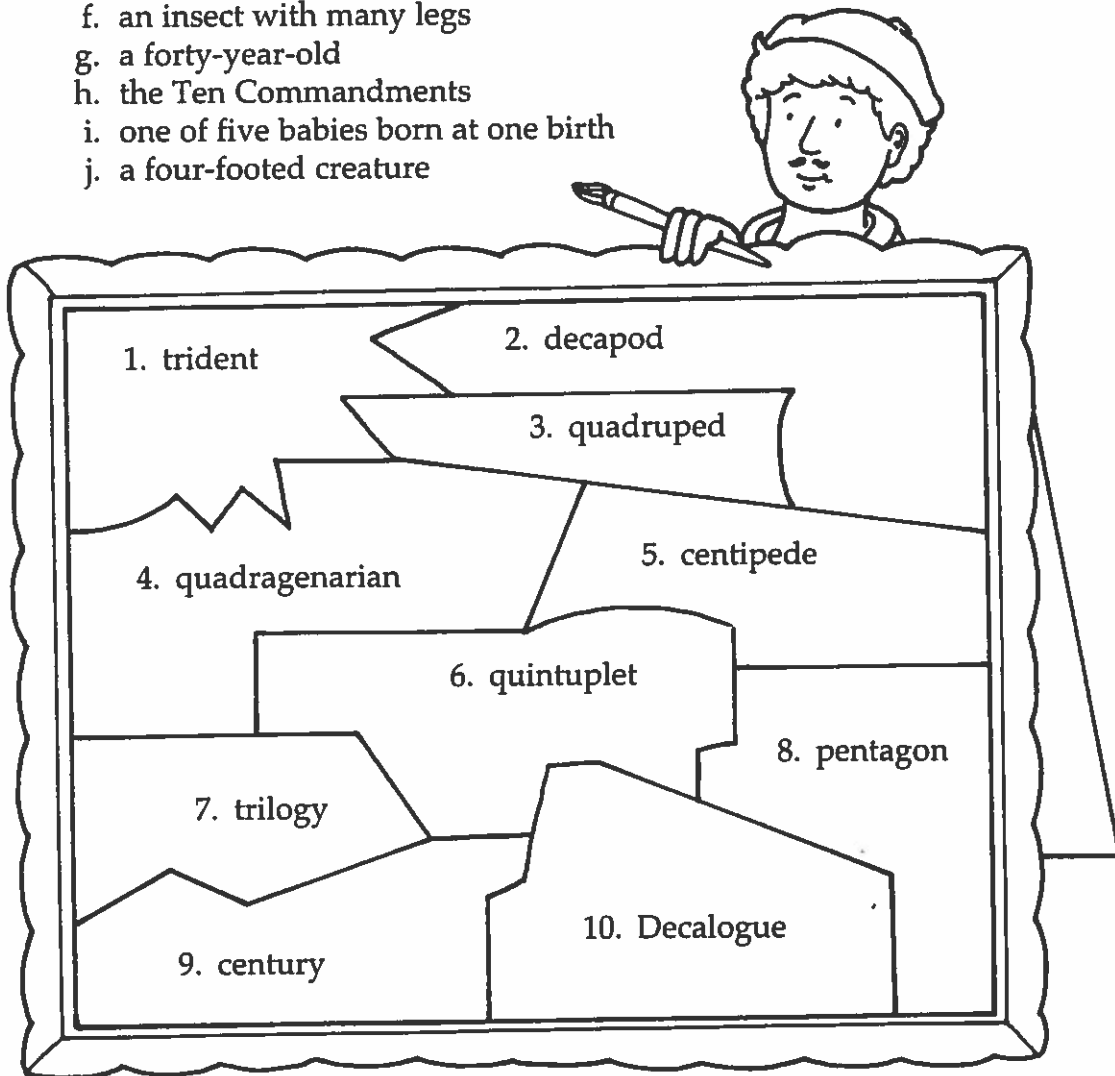 f. an insect with many legs
g. a forty-year-old
h. the Ten Commandments
i. one of five babies born at one birth
j. a four-footed creature
1. trident
2. decapod
3. quadruped
4. quadragenarian
5. centipede
6. quintuplet
7. trilogy
8. pentagon
9. century
10. Decalogue